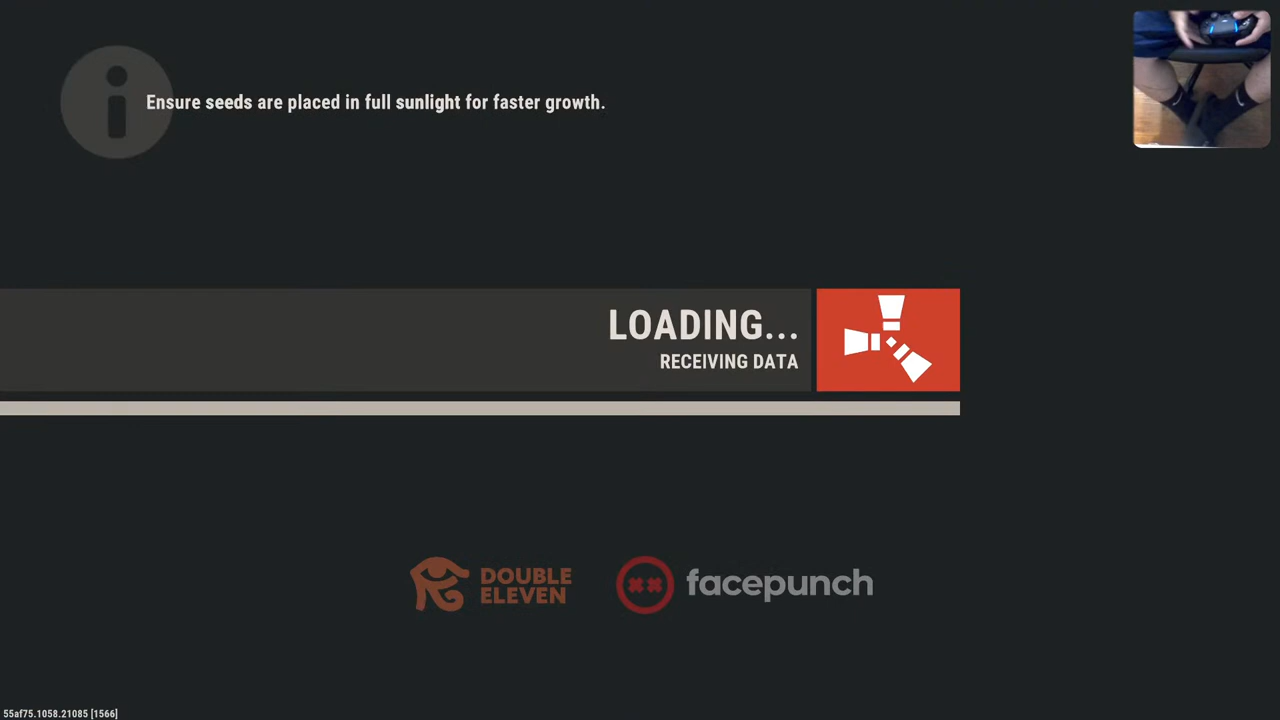 Ensure seeds are placed in full sunlight for faster growth.
LOADING...
RECEIVING DATA
DOUBLE
ELEVEN
facepunch
55af75.1058.21085 [1566]